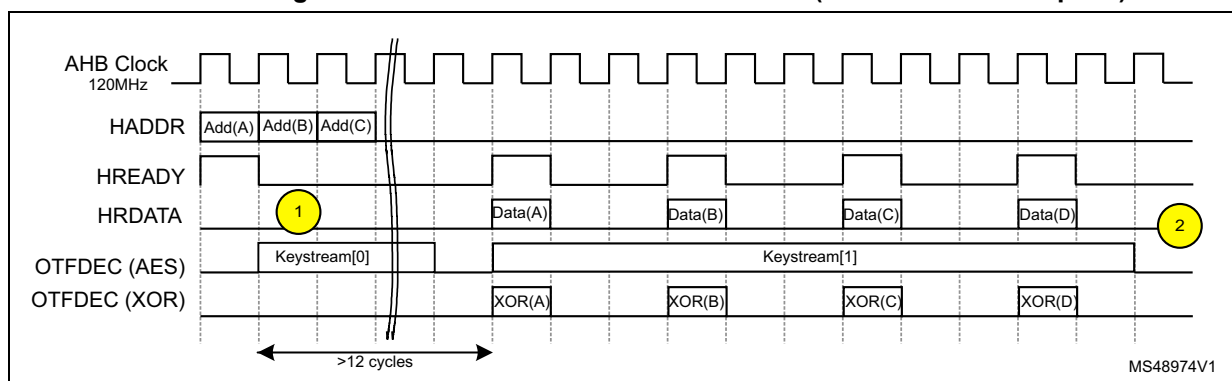 AHB Clock
120MHz
HADDR Add(A) Add(B) Add(C)
HREADY
HRDATA 1 Data(A) Data(B) Data(C) Data(D) 2
OTFDEC (AES) Keystream[0] Keystream[1]
OTFDEC (XOR) XOR(A) XOR(B) XOR(C) XOR(D)
>12 cycles
MS48974V1